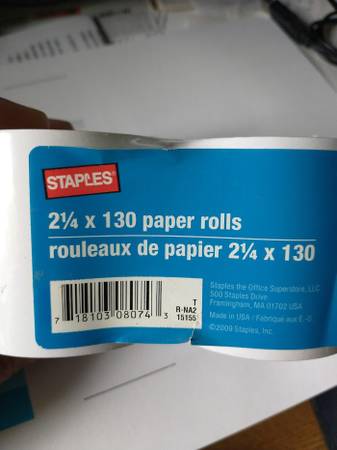 STAPLES
2¼ x 130 paper rolls
rouleaux de papier 2¼ x 130
Staples the Office Superstore, LLC
500 Staples Drive
Framingham, MA 01702 USA
Made in USA / Fabriqué aux É.-U.
©2009 Staples, Inc.
T
R-NA2
15155
7 18103 08074 3